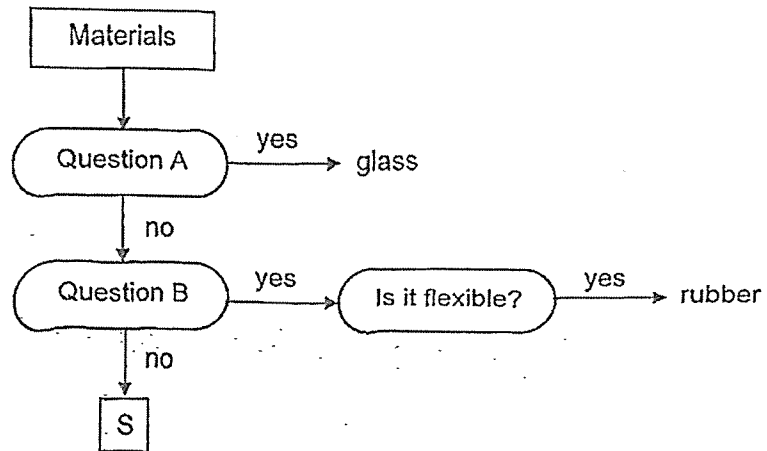 Materials
Question A
yes
glass
no
Question B
yes
Is it flexible?
yes
rubber
no
S